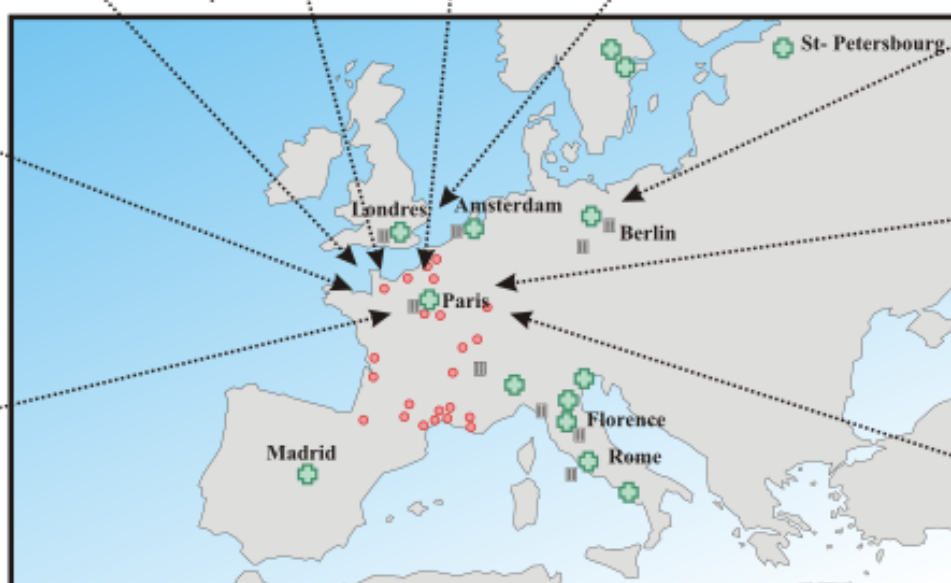 St- Petersbourg
Londres
Amsterdam
Berlin
Paris
Florence
Madrid
Rome